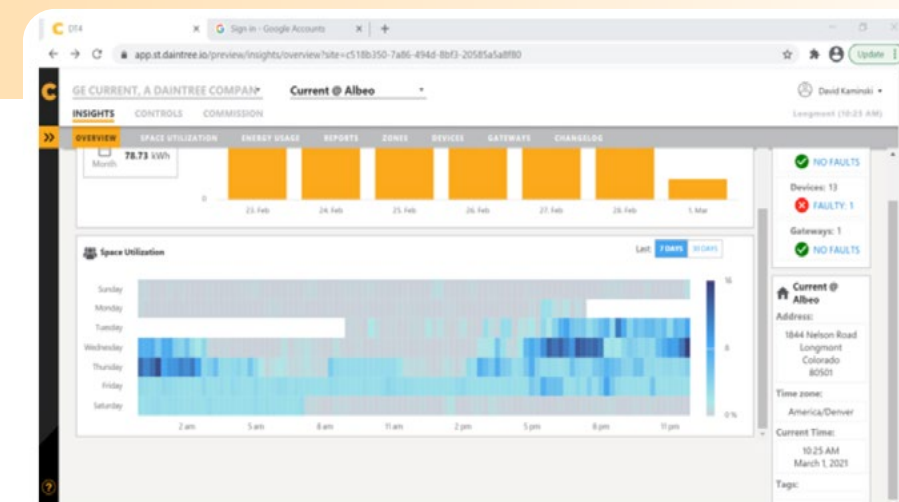 DT4
Sign in - Google Accounts
app.st.daintree.io/preview/insights/overview?site=c518b350-7a86-494d-8bf3-20585a5a8f80
Update
GE CURRENT, A DAINTREE COMPAN
Current @ Albeo
David Kaminski
INSIGHTS
CONTROLS
COMMISSION
Longmont (10:25 AM)
OVERVIEW
SPACE UTILIZATION
ENERGY USAGE
REPORTS
ZONES
DEVICES
GATEWAYS
CHANGELOG
Month
78.73 kWh
0
23. Feb
24. Feb
25. Feb
26. Feb
27. Feb
28. Feb
1. Mar
Space Utilization
Last:
7 DAYS
31 DAYS
Sunday
Monday
Tuesday
Wednesday
Thursday
Friday
Saturday
2 am
5 am
8 am
11 am
2 pm
5 pm
8 pm
11 pm
16
8
0 %
NO FAULTS
Devices: 13
FAULTY: 1
Gateways: 1
NO FAULTS
Current @
Albeo
Address:
1844 Nelson Road
Longmont
Colorado
80501
Time zone:
America/Denver
Current Time:
10:25 AM
March 1, 2021
Tags: